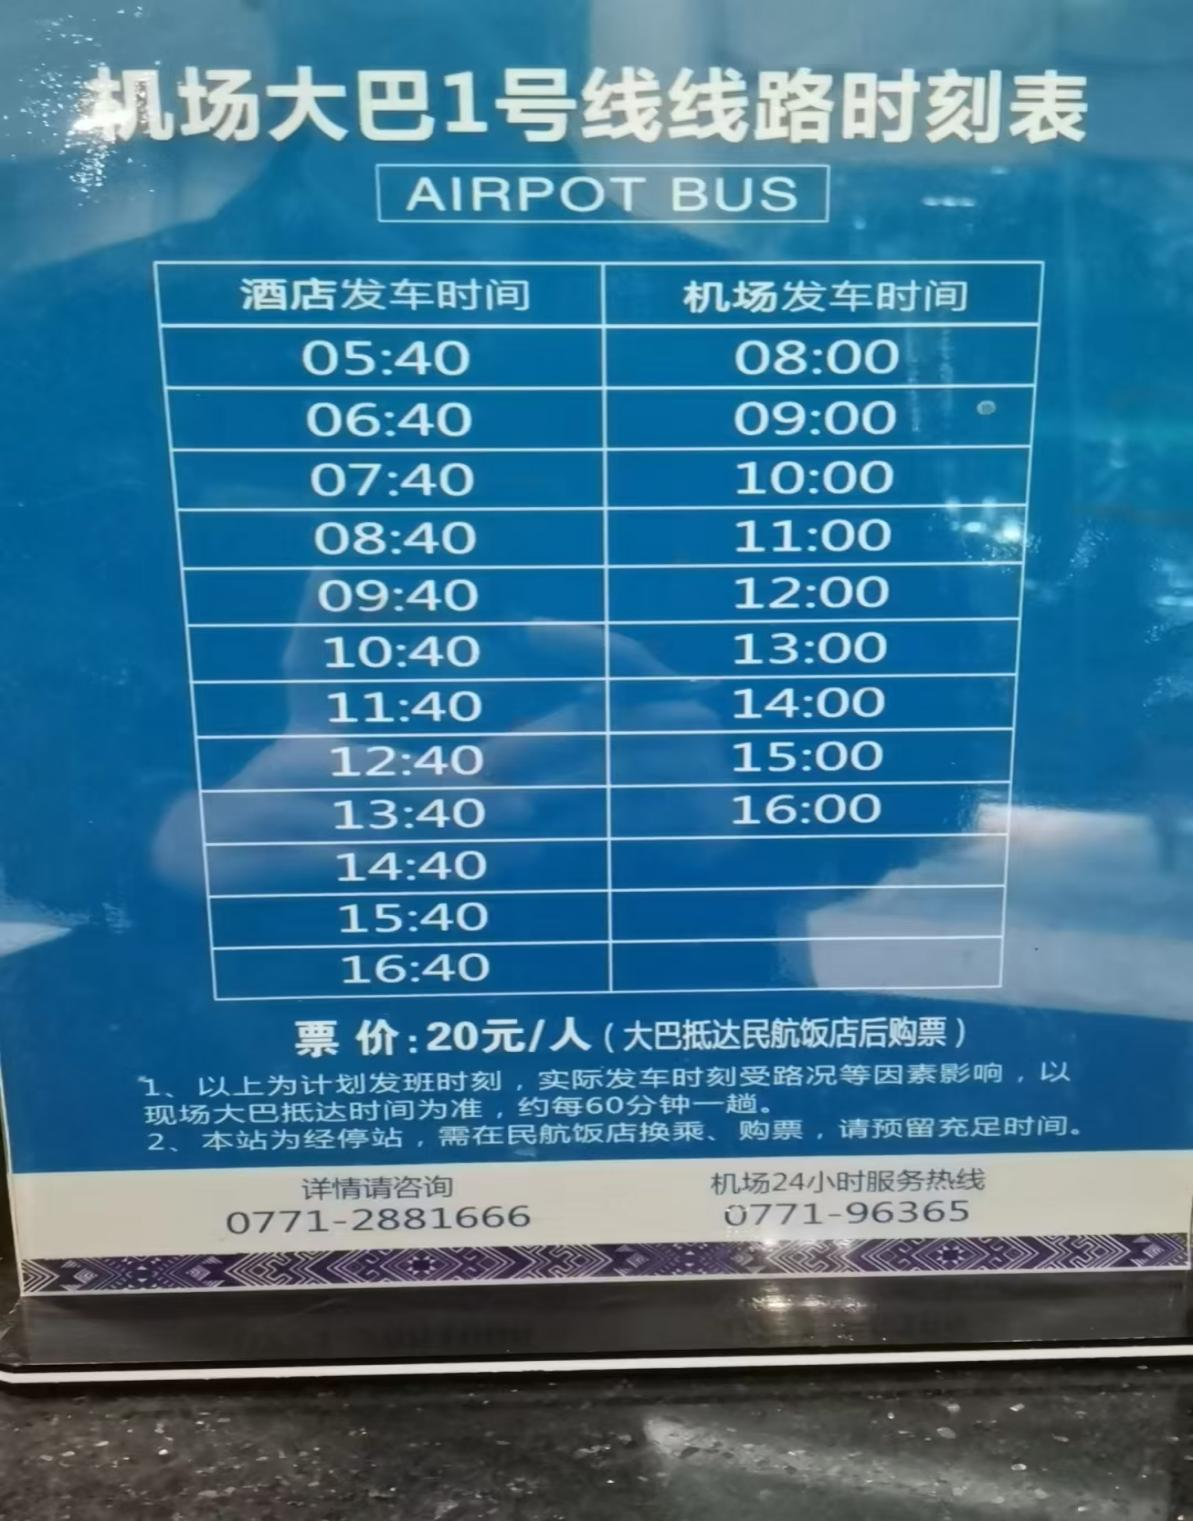 机场大巴1号线线路时刻表
AIRPOT BUS
酒店发车时间 机场发车时间
05:40 08:00
06:40 09:00
07:40 10:00
08:40 11:00
09:40 12:00
10:40 13:00
11:40 14:00
12:40 15:00
13:40 16:00
14:40
15:40
16:40
票 价:20元/人(大巴抵达民航饭店后购票)
1、以上为计划发班时刻,实际发车时刻受路况等因素影响,以
现场大巴抵达时间为准,约每60分钟一趟。
2、本站为经停站,需在民航饭店换乘、购票,请预留充足时间。
详情请咨询 机场24小时服务热线
0771-2881666 0771-96365